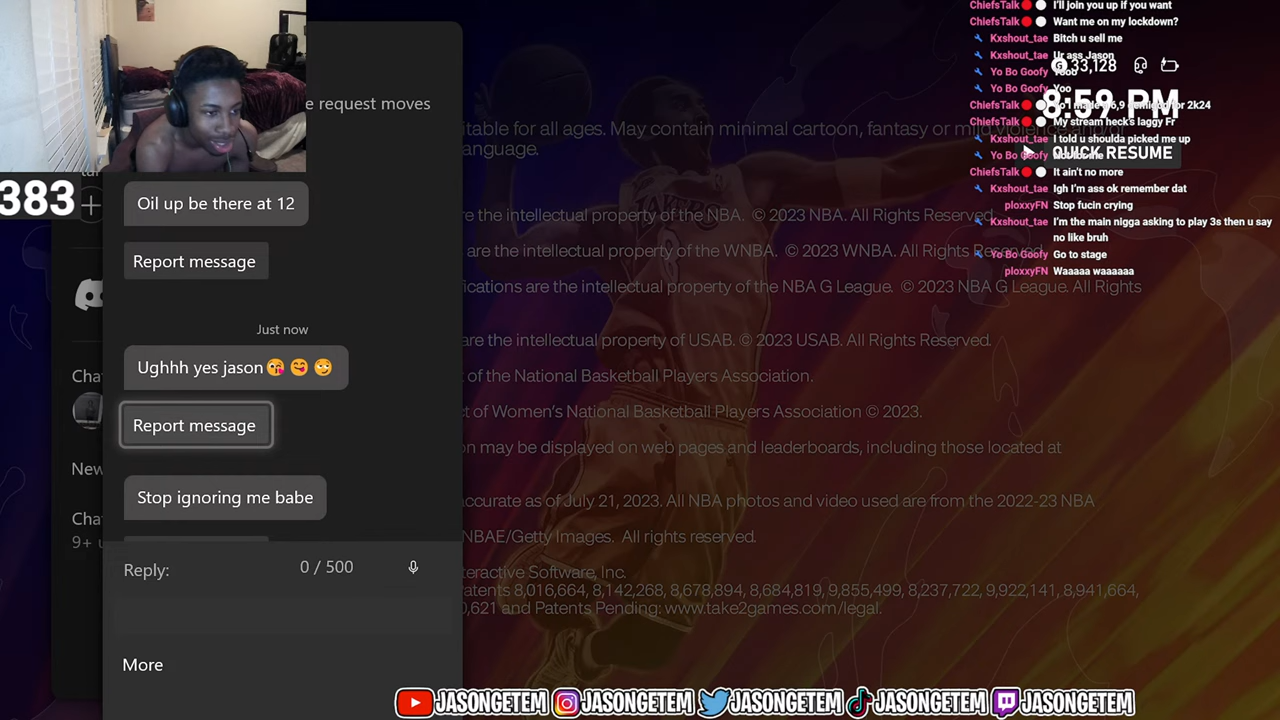 e request moves
Oil up be there at 12
Report message
Just now
Ughhh yes jason😘 😋 🙄
Report message
Stop ignoring me babe
Reply:
0 / 500
More
383
Cha
New
Cha
9+ u
itable for all ages. May contain minimal cartoon, fantasy or mild violence and/or
anguage.
re the intellectual property of the NBA. © 2023 NBA. All Rights Reserved.
are the intellectual property of the WNBA. © 2023 WNBA. All Rights Reserved.
ifications are the intellectual property of the NBA G League. © 2023 NBA G League. All Rights
are the intellectual property of USAB. © 2023 USAB. All Rights Reserved.
t of the National Basketball Players Association.
ct of Women's National Basketball Players Association © 2023.
on may be displayed on web pages and leaderboards, including those located at
ccurate as of July 21, 2023. All NBA photos and video used are from the 2022-23 NBA
NBAE/Getty Images. All rights reserved.
teractive Software, Inc.
atents 8,016,664, 8,142,268, 8,678,894, 8,684,819, 9,855,499, 8,237,722, 9,922,141, 8,941,664,
0,621 and Patents Pending: www.take2games.com/legal.
LAKERS
ChiefsTalk I'll join you up if you want
ChiefsTalk Want me on my lockdown?
Kxshout_tae Bitch u sell me
Kxshout_tae Ur ass Jason
Yo Bo Goofy Yooo
Yo Bo Goofy Yoo
ChiefsTalk
for 2k24
ChiefsTalk My stream heck's laggy Fr
Kxshout_tae I told u shoulda picked me up
Yo Bo Goofy
ChiefsTalk It ain't no more
Kxshout_tae Igh I'm ass ok remember dat
ploxxyFN Stop fucin crying
Kxshout_tae I'm the main nigga asking to play 3s then u say
no like bruh
Yo Bo Goofy Go to stage
ploxxyFN Waaaaa waaaaaa
G 33,128
8:59 PM
QUICK RESUME
JASONGETEM JASONGETEM JASONGETEM JASONGETEM JASONGETEM